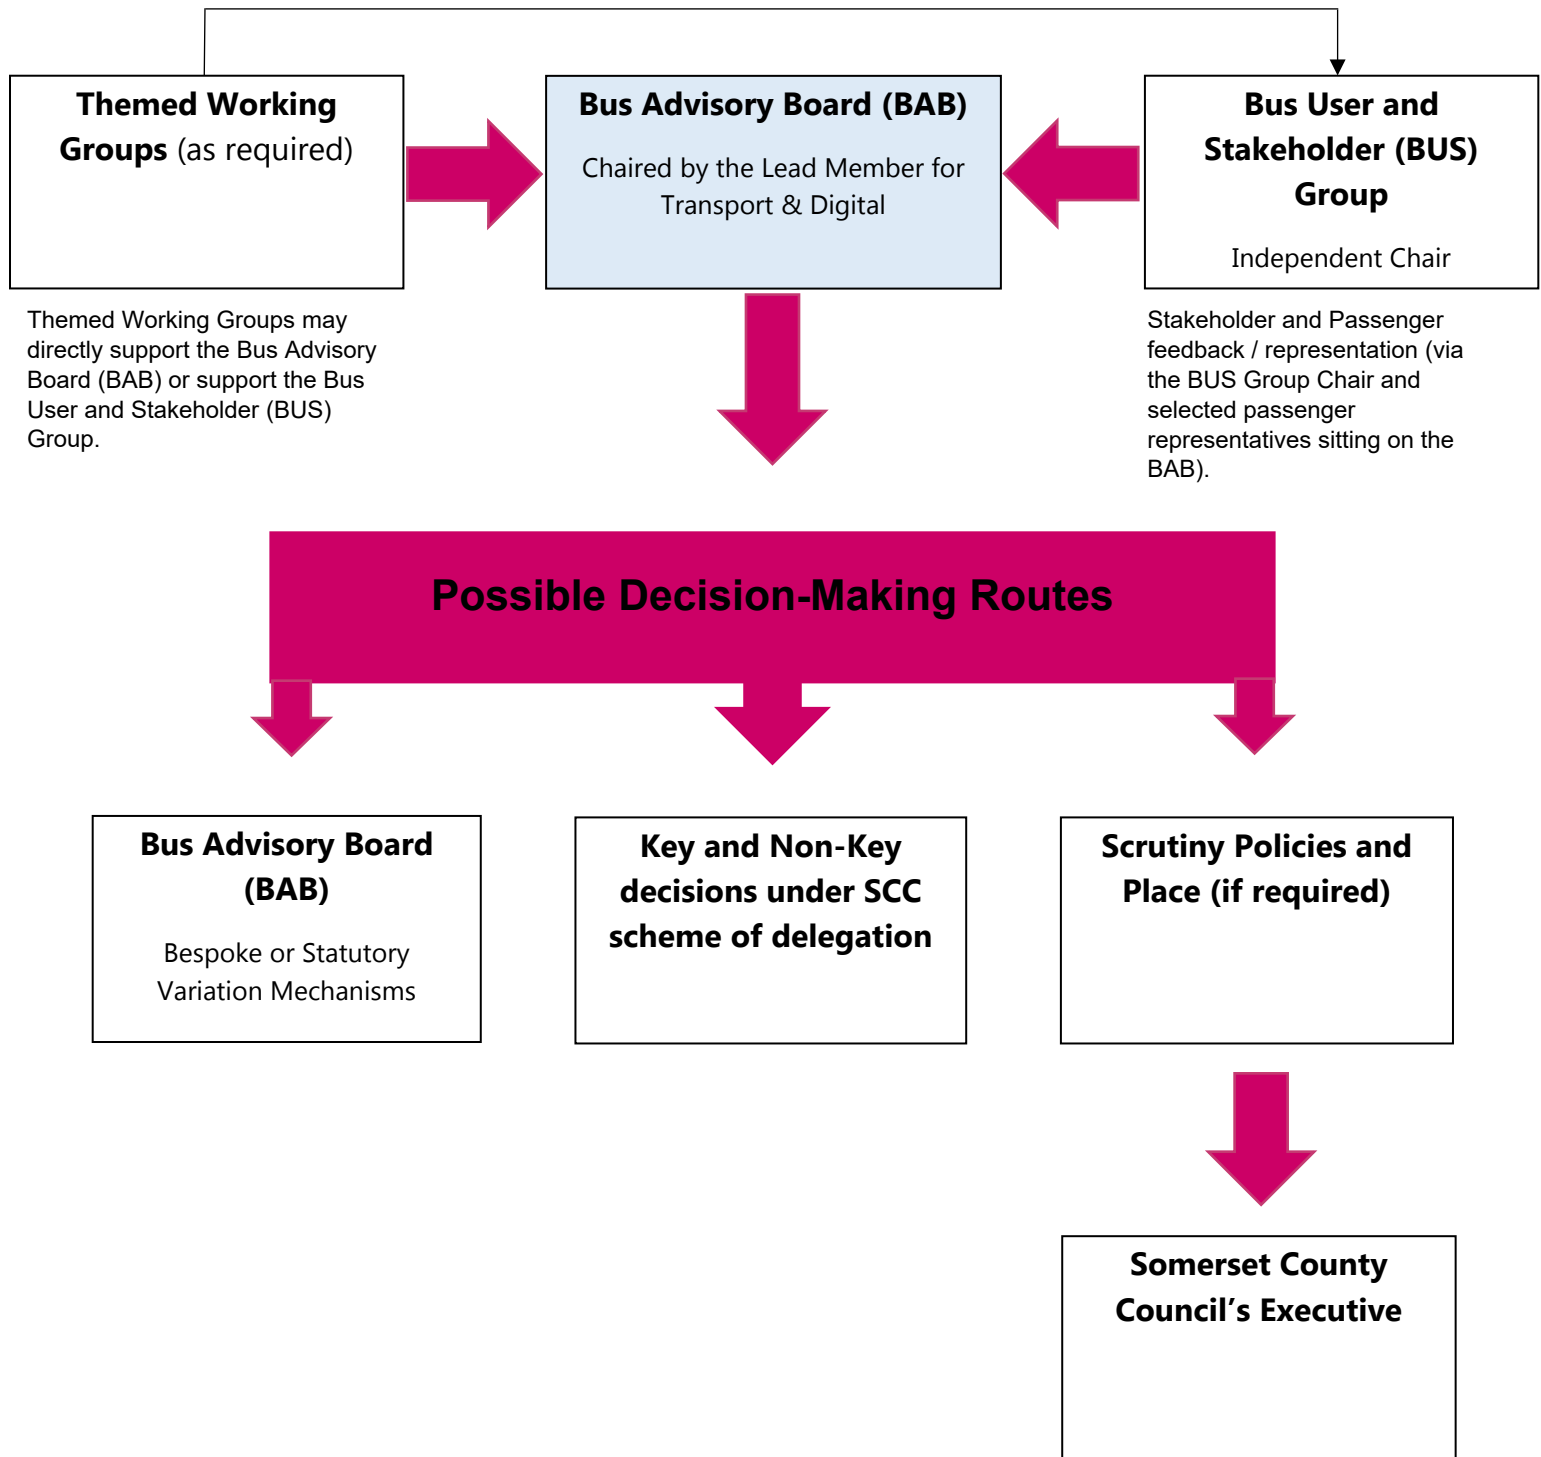 Themed Working
Groups (as required)
Bus Advisory Board (BAB)
Chaired by the Lead Member for
Transport & Digital
Bus User and
Stakeholder (BUS)
Group
Independent Chair
Themed Working Groups may
directly support the Bus Advisory
Board (BAB) or support the Bus
User and Stakeholder (BUS)
Group.
Stakeholder and Passenger
feedback / representation (via
the BUS Group Chair and
selected passenger
representatives sitting on the
BAB).
Possible Decision-Making Routes
Bus Advisory Board
(BAB)
Bespoke or Statutory
Variation Mechanisms
Key and Non-Key
decisions under SCC
scheme of delegation
Scrutiny Policies and
Place (if required)
Somerset County
Council’s Executive